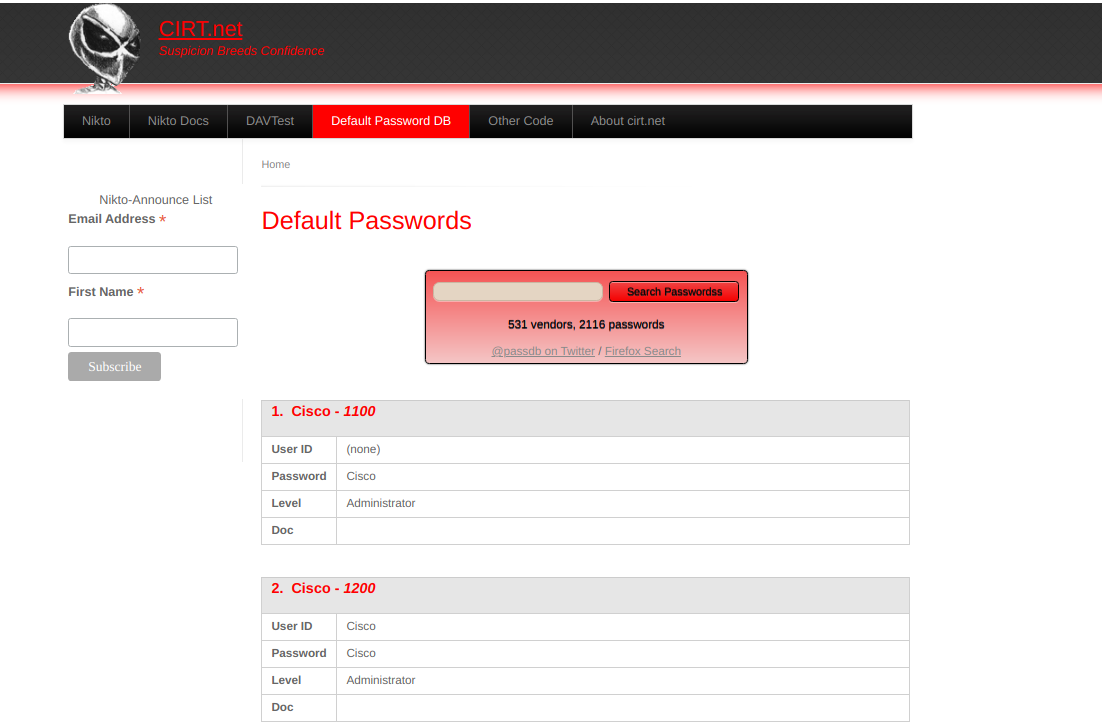 CIRT.net
Suspicion Breeds Confidence
Nikto Nikto Docs DAVTest Default Password DB Other Code About cirt.net
Home
Nikto-Announce List
Email Address *
First Name *
Subscribe
Default Passwords
Search Passwordss
531 vendors, 2116 passwords
@passdb on Twitter / Firefox Search
1. Cisco - 1100
User ID (none)
Password Cisco
Level Administrator
Doc
2. Cisco - 1200
User ID Cisco
Password Cisco
Level Administrator
Doc